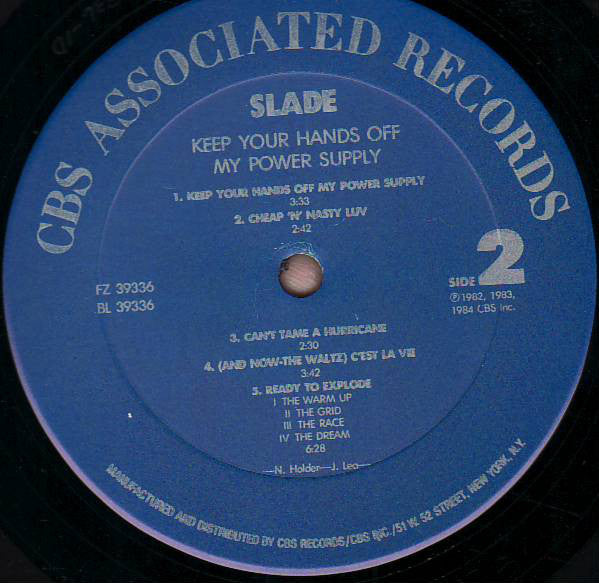 CBS ASSOCIATED RECORDS
SLADE
KEEP YOUR HANDS OFF
MY POWER SUPPLY
1. KEEP YOUR HANDS OFF MY POWER SUPPLY
3:33
2. CHEAP 'N' NASTY LUV
2:42
FZ 39336
BL 39336
SIDE 2
℗1982, 1983,
1984 CBS Inc.
3. CAN'T TAME A HURRICANE
2:30
4. (AND NOW-THE WALTZ) C'EST LA VIE
3:42
5. READY TO EXPLODE
I THE WARM UP
II THE GRID
III THE RACE
IV THE DREAM
6:28
—N. Holder—J. Lea—
MANUFACTURED AND DISTRIBUTED BY CBS RECORDS/CBS INC./51 W. 52 STREET, NEW YORK, N.Y.